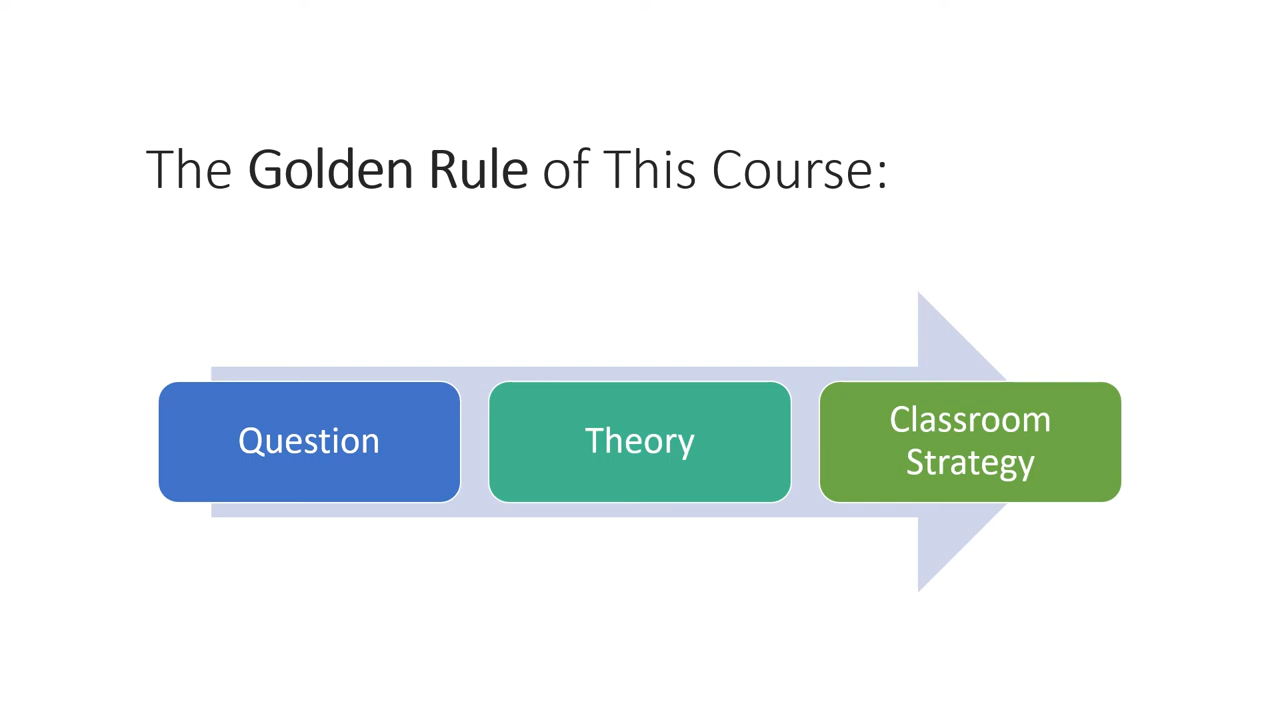 The Golden Rule of This Course:
Question
Theory
Classroom
Strategy